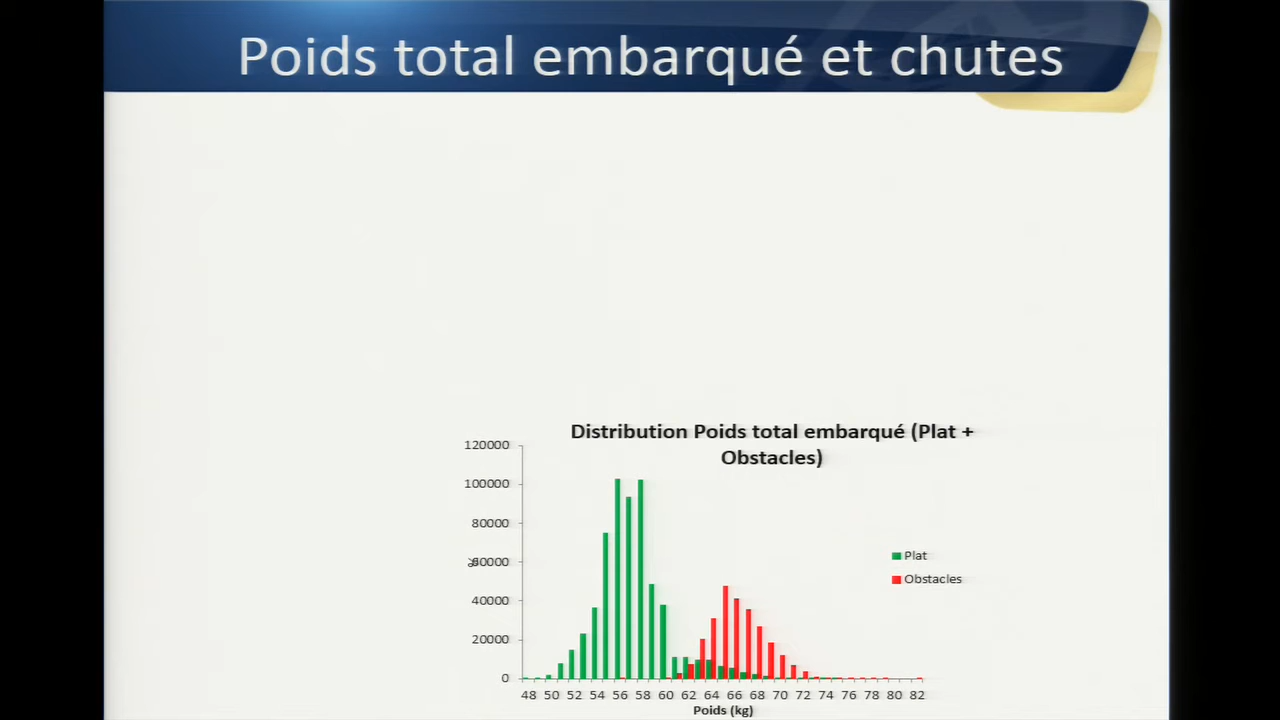 Poids total embarqué et chutes
Distribution Poids total embarqué (Plat +
Obstacles)
120000
100000
80000
60000
40000
20000
0
Plat
Obstacles
48 50 52 54 56 58 60 62 64 66 68 70 72 74 76 78 80 82
Poids (kg)